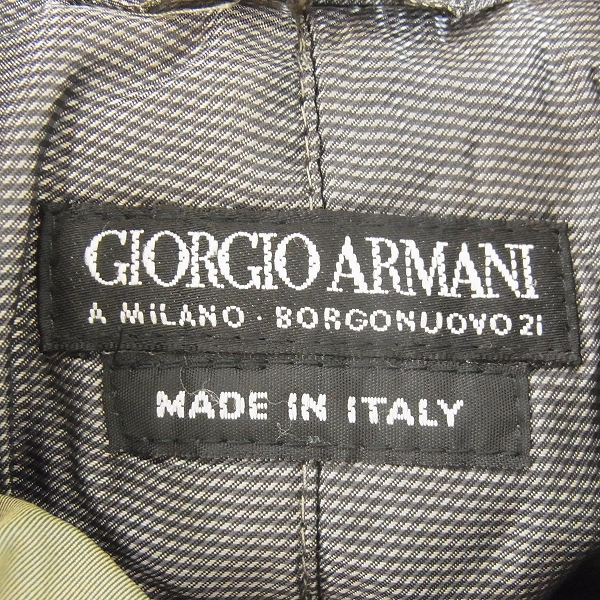 GIORGIO ARMANI
A MILANO · BORGONUOVO 21
MADE IN ITALY